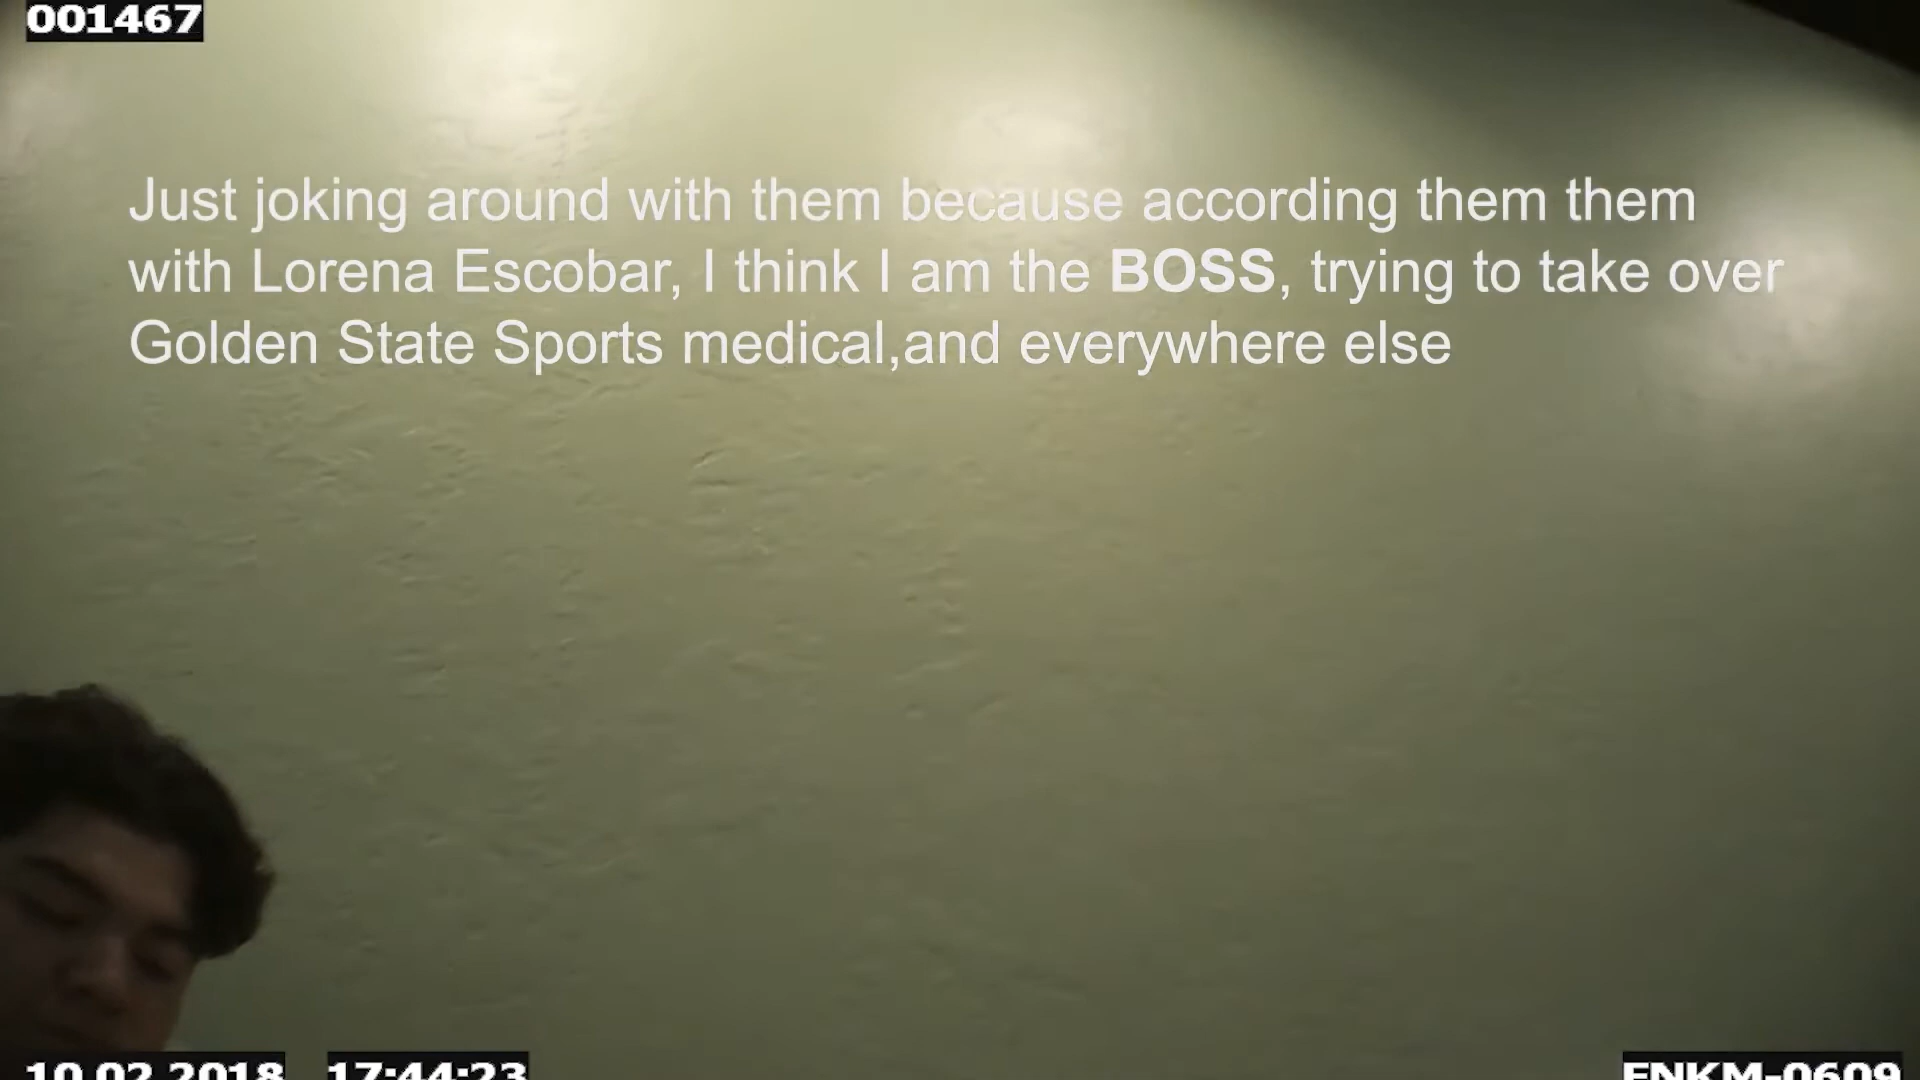 001467
Just joking around with them because according them them
with Lorena Escobar, I think I am the BOSS, trying to take over
Golden State Sports medical,and everywhere else
10.02.2018 17:44:23
ENKM-0609